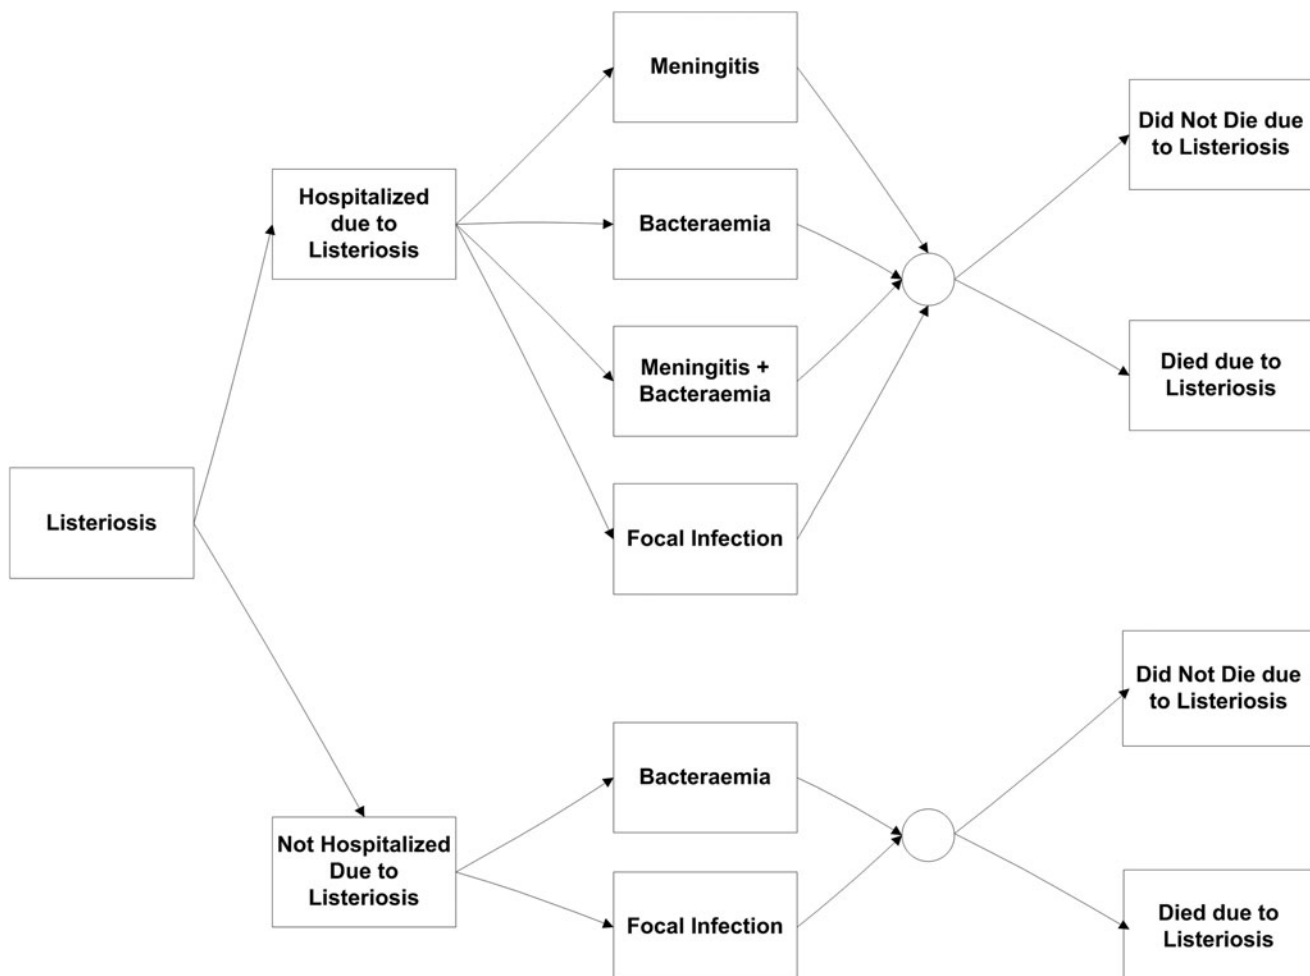 Meningitis
Did Not Die due
to Listeriosis
Hospitalized
due to
Listeriosis
Bacteraemia
Meningitis +
Bacteraemia
Died due to
Listeriosis
Listeriosis
Focal Infection
Did Not Die due
to Listeriosis
Bacteraemia
Not Hospitalized
Due to
Listeriosis
Focal Infection
Died due to
Listeriosis